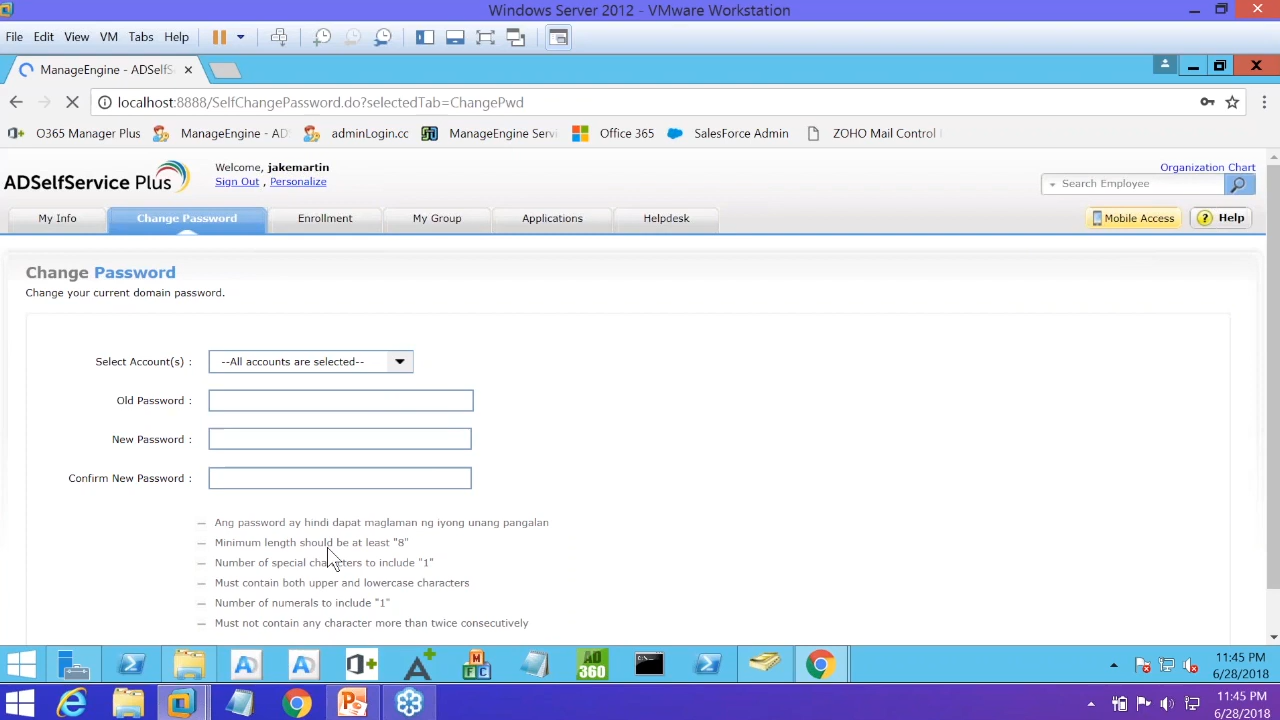 Windows Server 2012 - VMware Workstation
File Edit View VM Tabs Help
ManageEngine - ADSelfS
localhost:8888/SelfChangePassword.do?selectedTab=ChangePwd
O365 Manager Plus ManageEngine - AD adminLogin.cc ManageEngine Servi Office 365 SalesForce Admin ZOHO Mail Control
ADSelfService Plus
Welcome, jakemartin
Sign Out , Personalize
Organization Chart
Search Employee
My Info Change Password Enrollment My Group Applications Helpdesk Mobile Access Help
Change Password
Change your current domain password.
Select Account(s) : --All accounts are selected--
Old Password :
New Password :
Confirm New Password :
Ang password ay hindi dapat maglaman ng iyong unang pangalan
Minimum length should be at least "8"
Number of special characters to include "1"
Must contain both upper and lowercase characters
Number of numerals to include "1"
Must not contain any character more than twice consecutively
AD 360
11:45 PM
6/28/2018
11:45 PM
6/28/2018